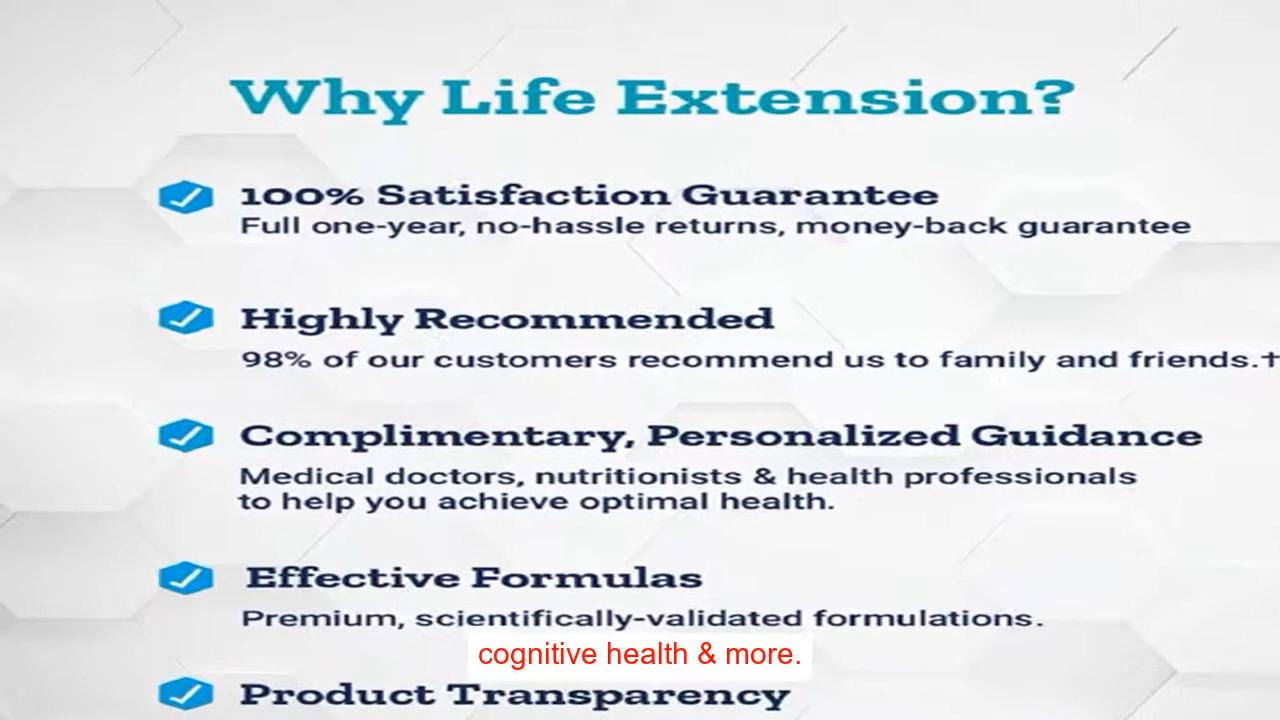 Why Life Extension?
100% Satisfaction Guarantee
Full one-year, no-hassle returns, money-back guarantee
Highly Recommended
98% of our customers recommend us to family and friends.†
Complimentary, Personalized Guidance
Medical doctors, nutritionists & health professionals
to help you achieve optimal health.
Effective Formulas
Premium, scientifically-validated formulations.
cognitive health & more.
Product Transparency